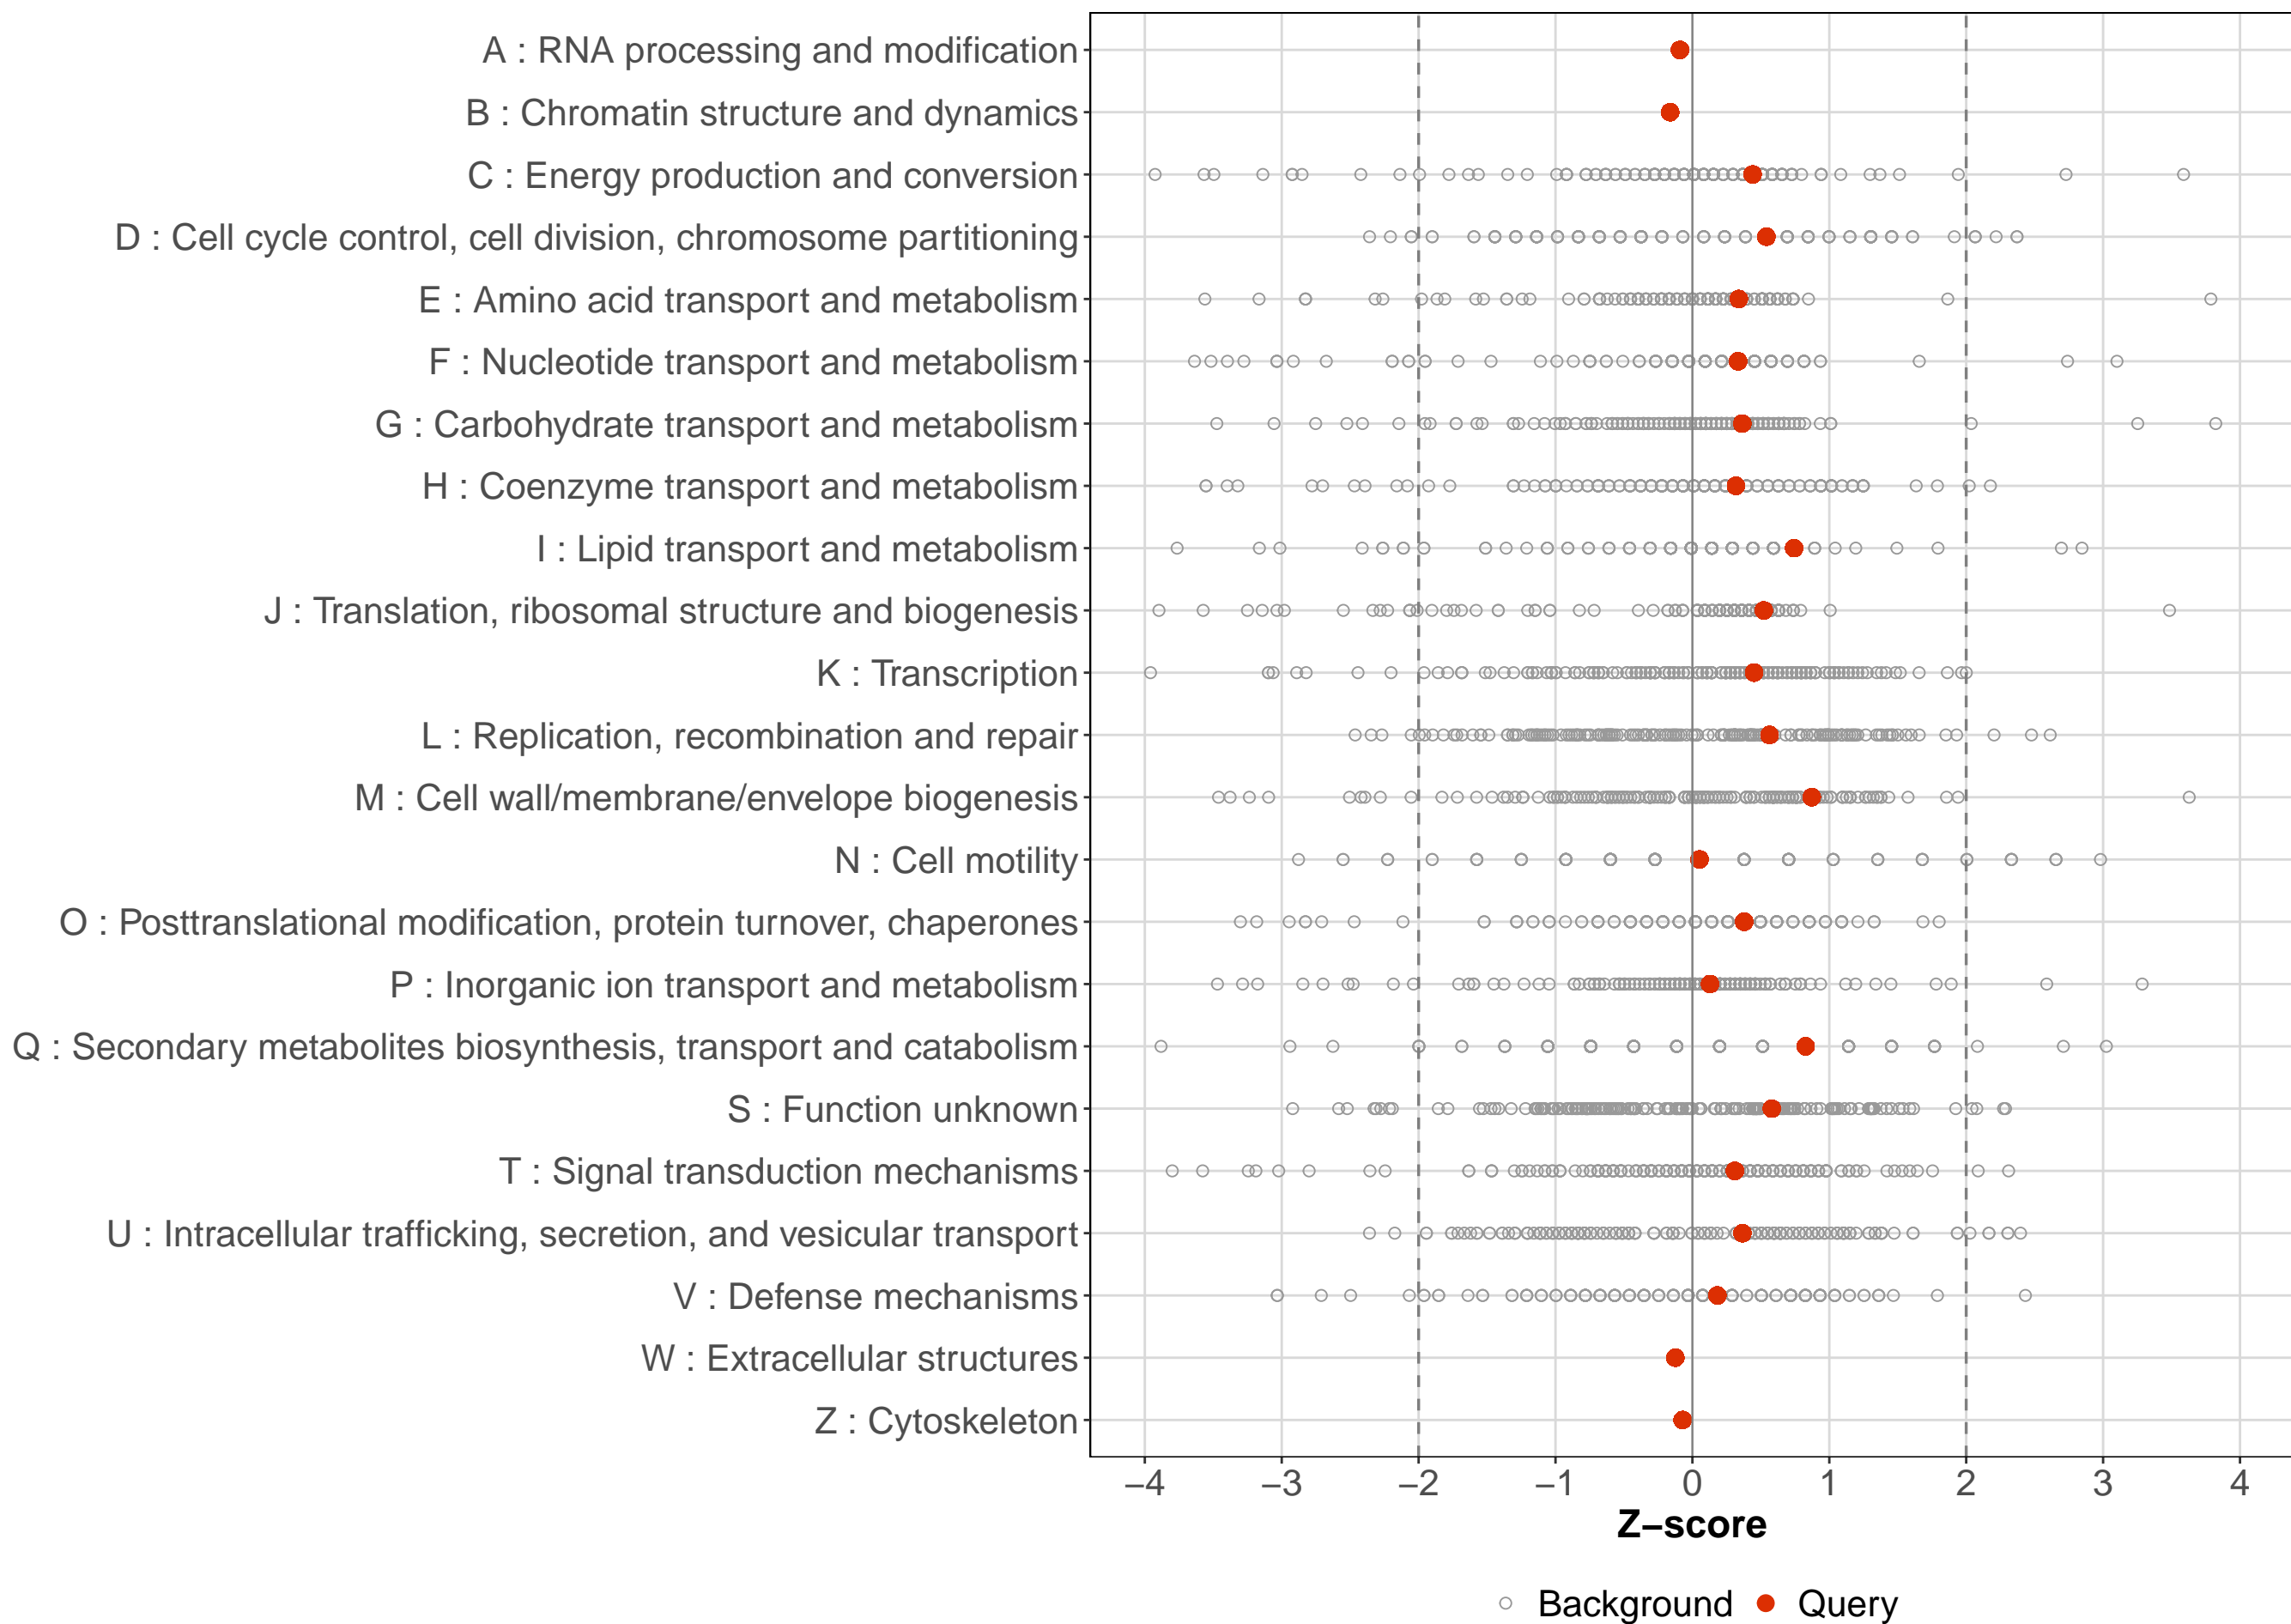 A : RNA processing and modification
B : Chromatin structure and dynamics
C : Energy production and conversion
D : Cell cycle control, cell division, chromosome partitioning
E : Amino acid transport and metabolism
F : Nucleotide transport and metabolism
G : Carbohydrate transport and metabolism
H : Coenzyme transport and metabolism
I : Lipid transport and metabolism
J : Translation, ribosomal structure and biogenesis
K : Transcription
L : Replication, recombination and repair
M : Cell wall/membrane/envelope biogenesis
N : Cell motility
O : Posttranslational modification, protein turnover, chaperones
P : Inorganic ion transport and metabolism
Q : Secondary metabolites biosynthesis, transport and catabolism
S : Function unknown
T : Signal transduction mechanisms
U : Intracellular trafficking, secretion, and vesicular transport
V : Defense mechanisms
W : Extracellular structures
Z : Cytoskeleton
−4 −3 −2 −1 0 1 2 3 4
Z−score
Background Query